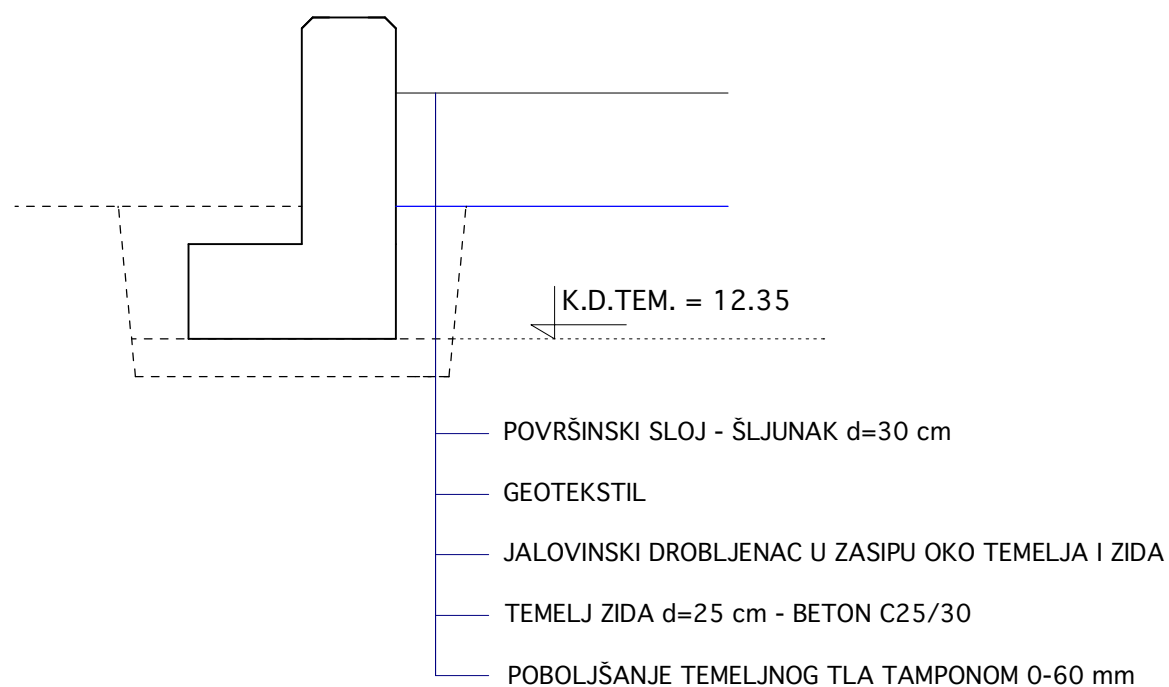 K.D.TEM. = 12.35
POVRŠINSKI SLOJ - ŠLJUNAK d=30 cm
GEOTEKSTIL
JALOVINSKI DROBLJENAC U ZASIPU OKO TEMELJA I ZIDA
TEMELJ ZIDA d=25 cm - BETON C25/30
POBOLJŠANJE TEMELJNOG TLA TAMPONOM 0-60 mm